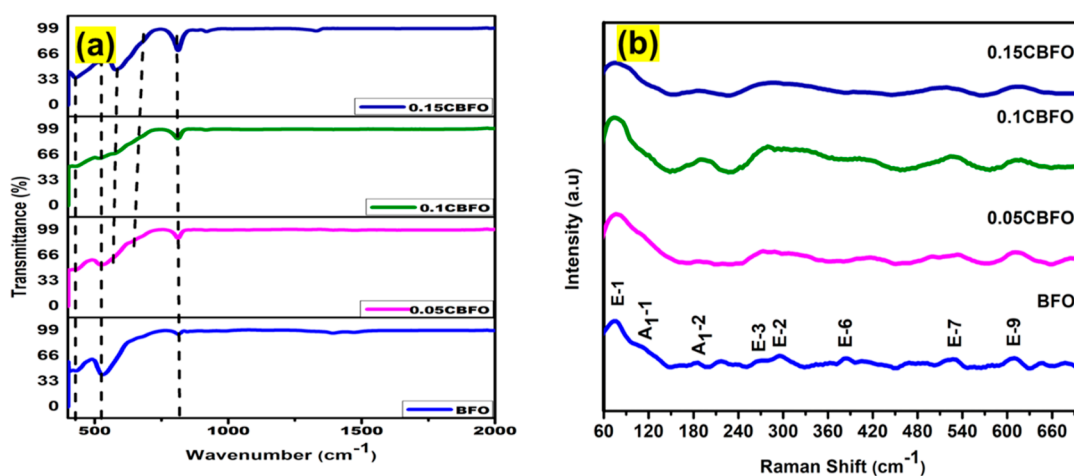 (a)
99
66
33
0
0.15CBFO
99
66
33
0
0.1CBFO
99
66
33
0
0.05CBFO
99
66
33
0
BFO
Transmittance (%)
500 1000 1500 2000
Wavenumber (cm⁻¹)
(b)
0.15CBFO
0.1CBFO
0.05CBFO
BFO
E-1
A₁-1
A₁-2
E-3
E-2
E-6
E-7
E-9
Intensity (a.u)
60 120 180 240 300 360 420 480 540 600 660
Raman Shift (cm⁻¹)